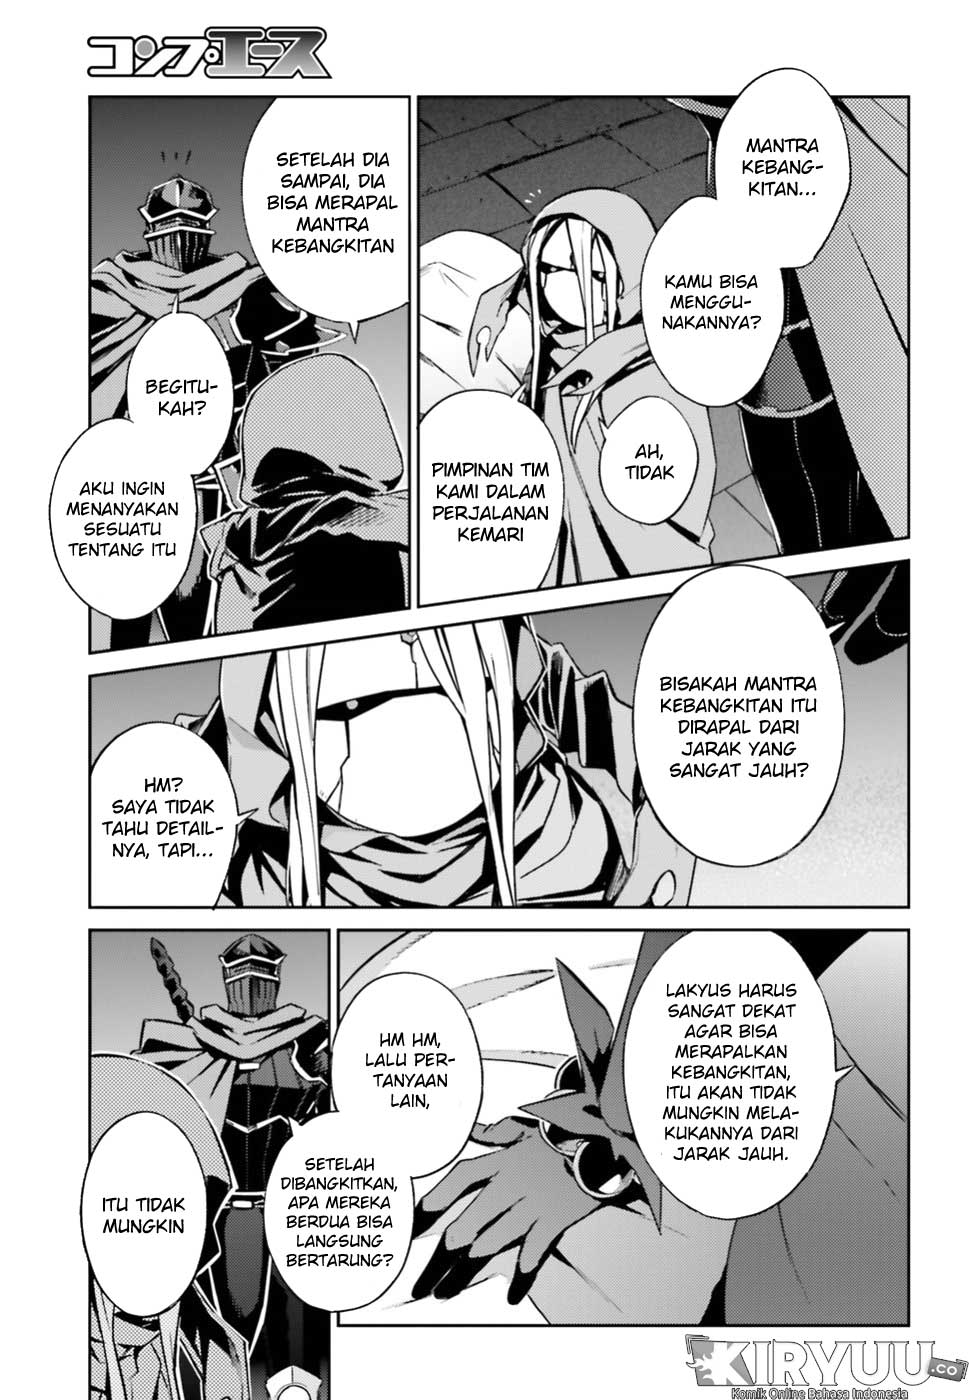 コンプエース
MANTRA
KEBANG-
KITAN...
KAMU BISA
MENGGU-
NAKANNYA?
AH,
TIDAK
PIMPINAN TIM
KAMI DALAM
PERJALANAN
KEMARI
SETELAH DIA
SAMPAI, DIA
BISA MERAPAL
MANTRA
KEBANGKITAN
BEGITU-
KAH?
AKU INGIN
MENANYAKAN
SESUATU
TENTANG ITU
BISAKAH MANTRA
KEBANGKITAN ITU
DIRAPAL DARI
JARAK YANG
SANGAT JAUH?
HM?
SAYA TIDAK
TAHU DETAIL-
NYA, TAPI...
LAKYUS HARUS
SANGAT DEKAT
AGAR BISA
MERAPALKAN
KEBANGKITAN,
ITU AKAN TIDAK
MUNGKIN MELA-
KUKANNYA DARI
JARAK JAUH.
HM HM,
LALU PER-
TANYAAN
LAIN,
SETELAH
DIBANGKITKAN,
APA MEREKA
BERDUA BISA
LANGSUNG
BERTARUNG?
ITU TIDAK
MUNGKIN
KIRYUU.co
Komik Online Bahasa Indonesia